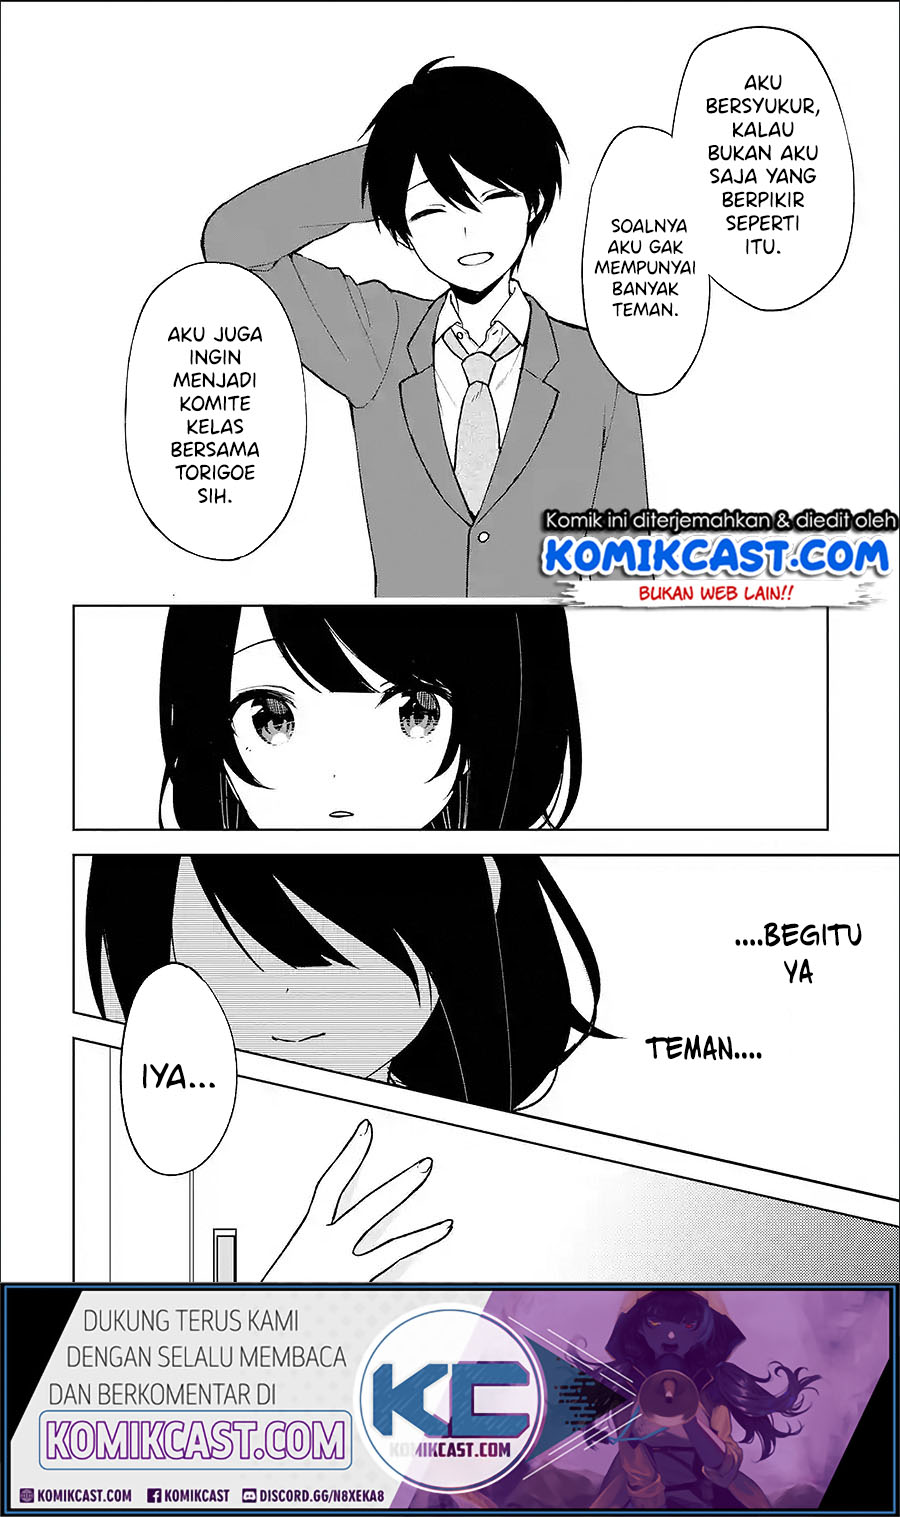 AKU
BERSYUKUR,
KALAU
BUKAN AKU
SAJA YANG
BERPIKIR
SEPERTI
ITU.
SOALNYA
AKU GAK
MEMPUNYAI
BANYAK
TEMAN.
AKU JUGA
INGIN
MENJADI
KOMITE
KELAS
BERSAMA
TORIGOE
SIH.
Komik ini diterjemahkan & diedit oleh
KOMIKCAST.COM
BUKAN WEB LAIN!!
....BEGITU
YA
TEMAN....
IYA...
DUKUNG TERUS KAMI
DENGAN SELALU MEMBACA
DAN BERKOMENTAR DI
KOMIKCAST.COM
KC
KOMIKCAST.COM
KOMIKCAST.COM KOMIKCAST DISCORD.GG/N8XEKA8